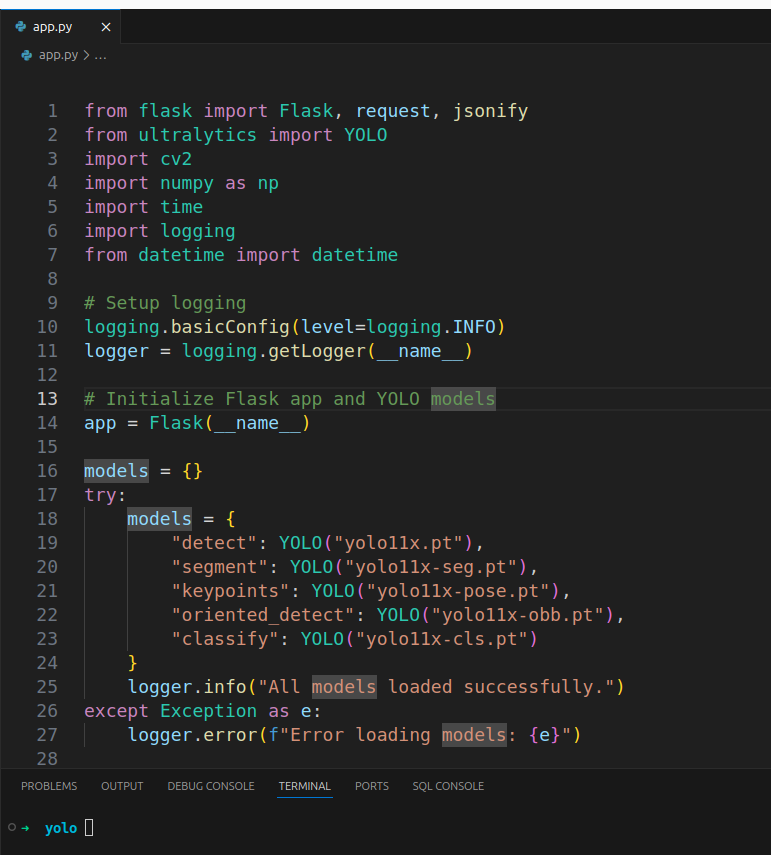 app.py ×
app.py > ...
1 from flask import Flask, request, jsonify
2 from ultralytics import YOLO
3 import cv2
4 import numpy as np
5 import time
6 import logging
7 from datetime import datetime
8
9 # Setup logging
10 logging.basicConfig(level=logging.INFO)
11 logger = logging.getLogger(__name__)
12
13 # Initialize Flask app and YOLO models
14 app = Flask(__name__)
15
16 models = {}
17 try:
18     models = {
19         "detect": YOLO("yolo11x.pt"),
20         "segment": YOLO("yolo11x-seg.pt"),
21         "keypoints": YOLO("yolo11x-pose.pt"),
22         "oriented_detect": YOLO("yolo11x-obb.pt"),
23         "classify": YOLO("yolo11x-cls.pt")
24     }
25     logger.info("All models loaded successfully.")
26 except Exception as e:
27     logger.error(f"Error loading models: {e}")
28
PROBLEMS OUTPUT DEBUG CONSOLE TERMINAL PORTS SQL CONSOLE
➜ yolo